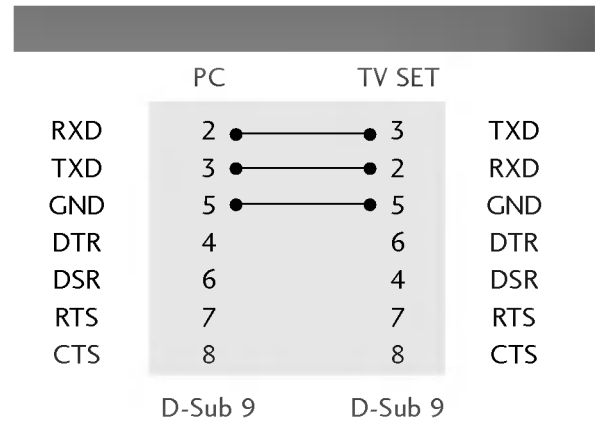 PC TV SET
RXD 2 3 TXD
TXD 3 2 RXD
GND 5 5 GND
DTR 4 6 DTR
DSR 6 4 DSR
RTS 7 7 RTS
CTS 8 8 CTS
D-Sub 9 D-Sub 9